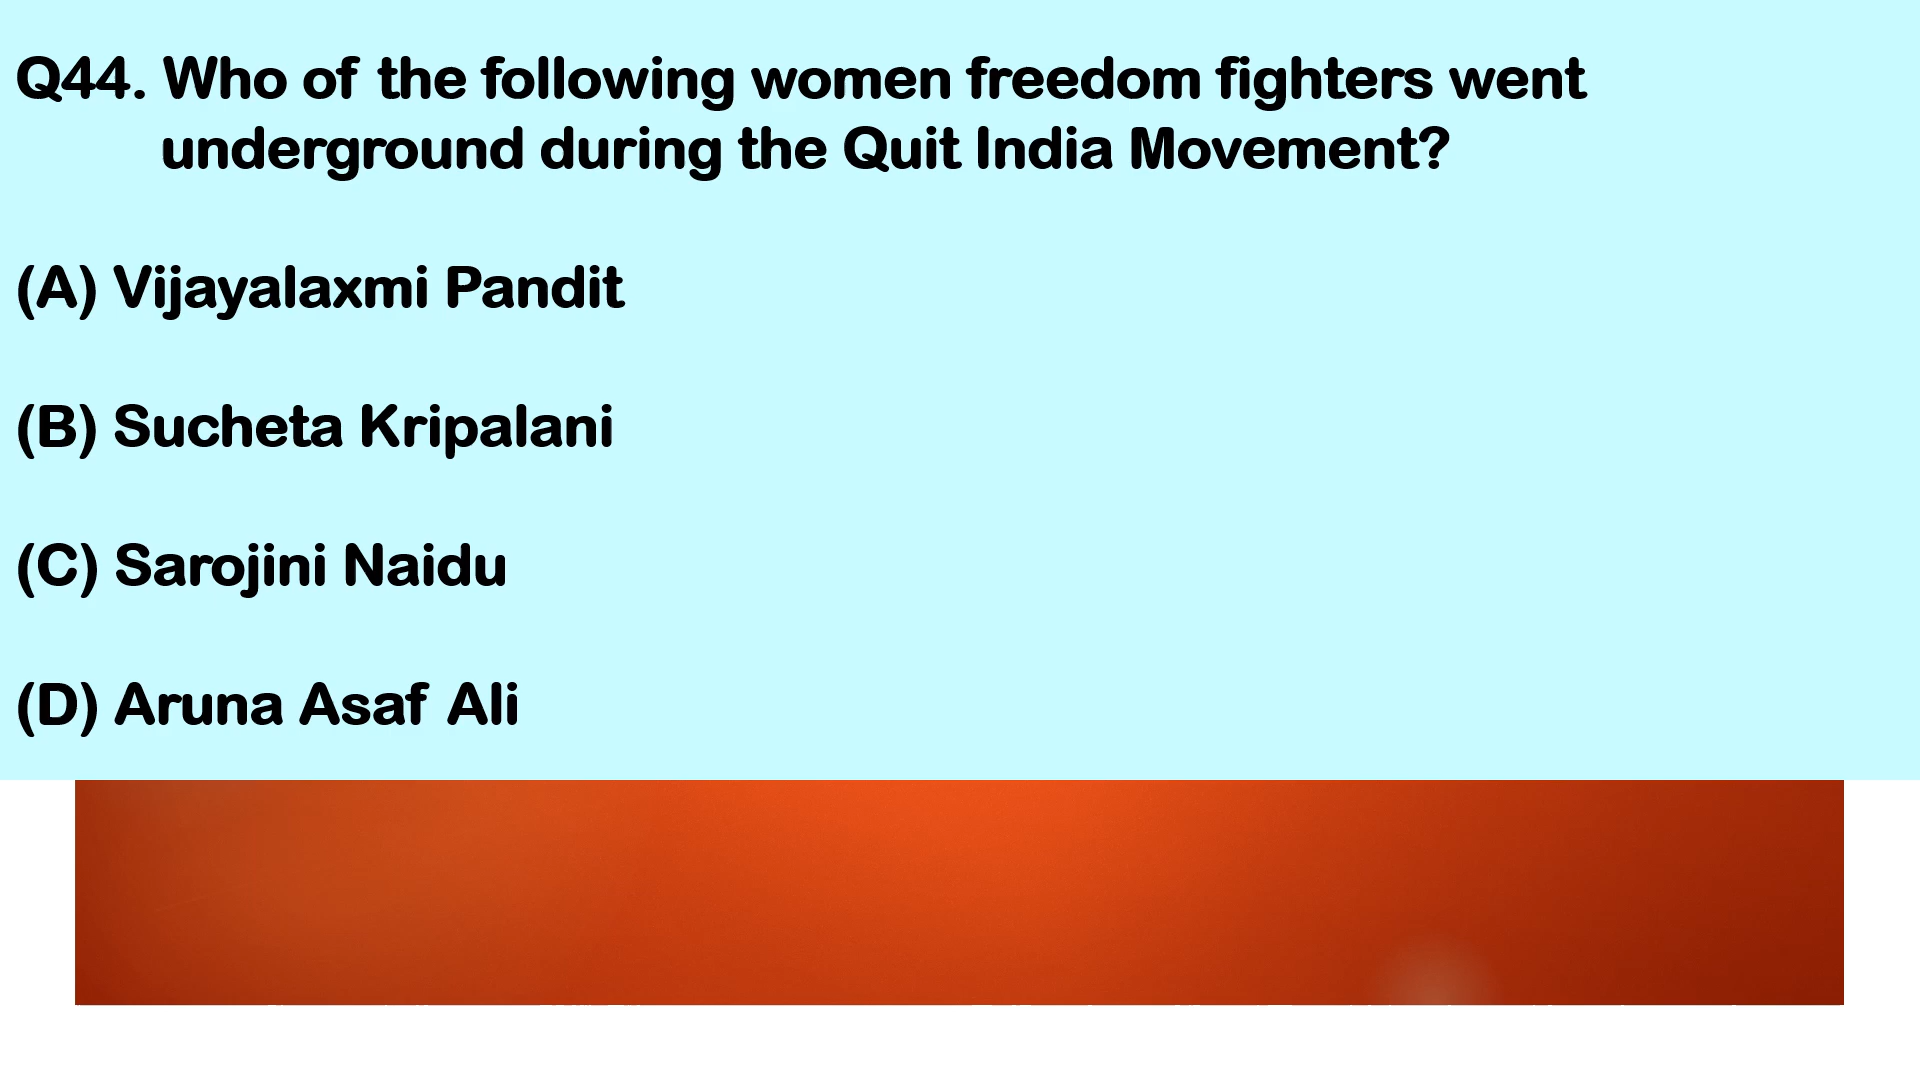 Q44. Who of the following women freedom fighters went
underground during the Quit India Movement?
(A) Vijayalaxmi Pandit
(B) Sucheta Kripalani
(C) Sarojini Naidu
(D) Aruna Asaf Ali